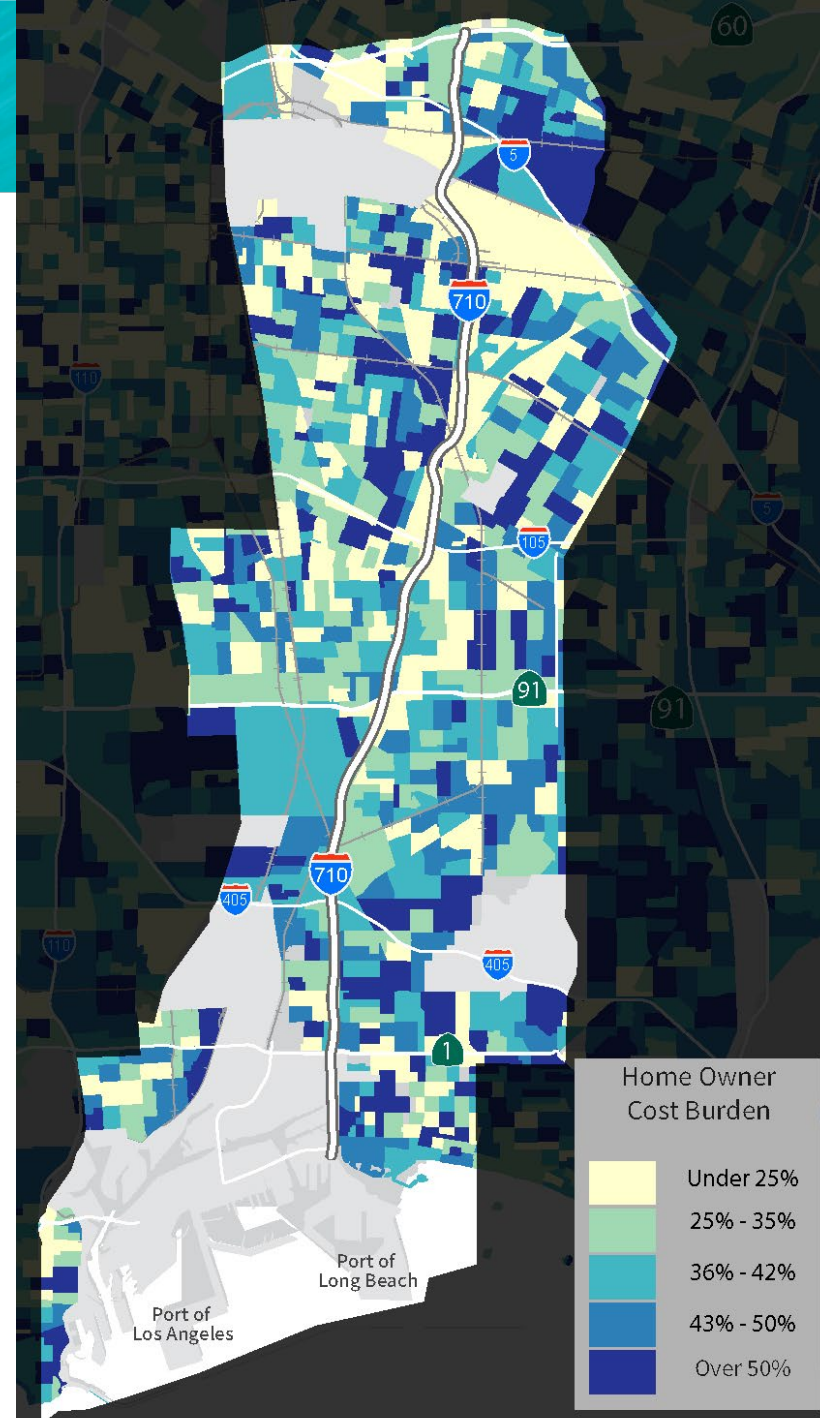 60
5
710
110
5
105
91
91
710
405
110
405
1
Home Owner
Cost Burden
Under 25%
25% - 35%
36% - 42%
43% - 50%
Over 50%
Port of
Long Beach
Port of
Los Angeles